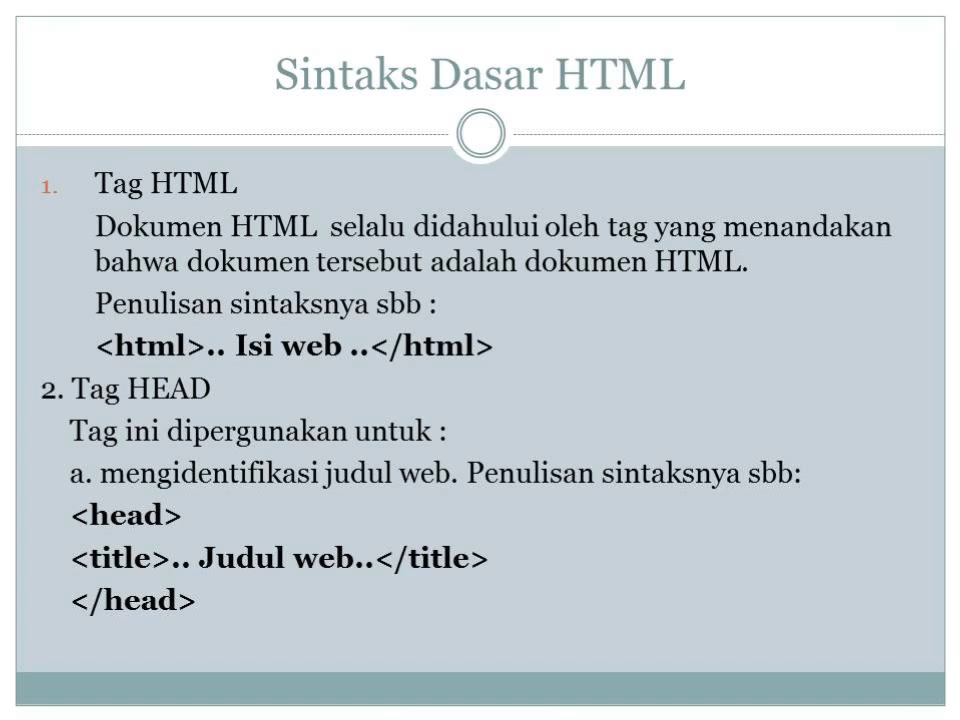 Sintaks Dasar HTML
1. Tag HTML
Dokumen HTML selalu didahului oleh tag yang menandakan
bahwa dokumen tersebut adalah dokumen HTML.
Penulisan sintaksnya sbb :
<html>.. Isi web ..</html>
2. Tag HEAD
Tag ini dipergunakan untuk :
a. mengidentifikasi judul web. Penulisan sintaksnya sbb:
<head>
<title>.. Judul web..</title>
</head>